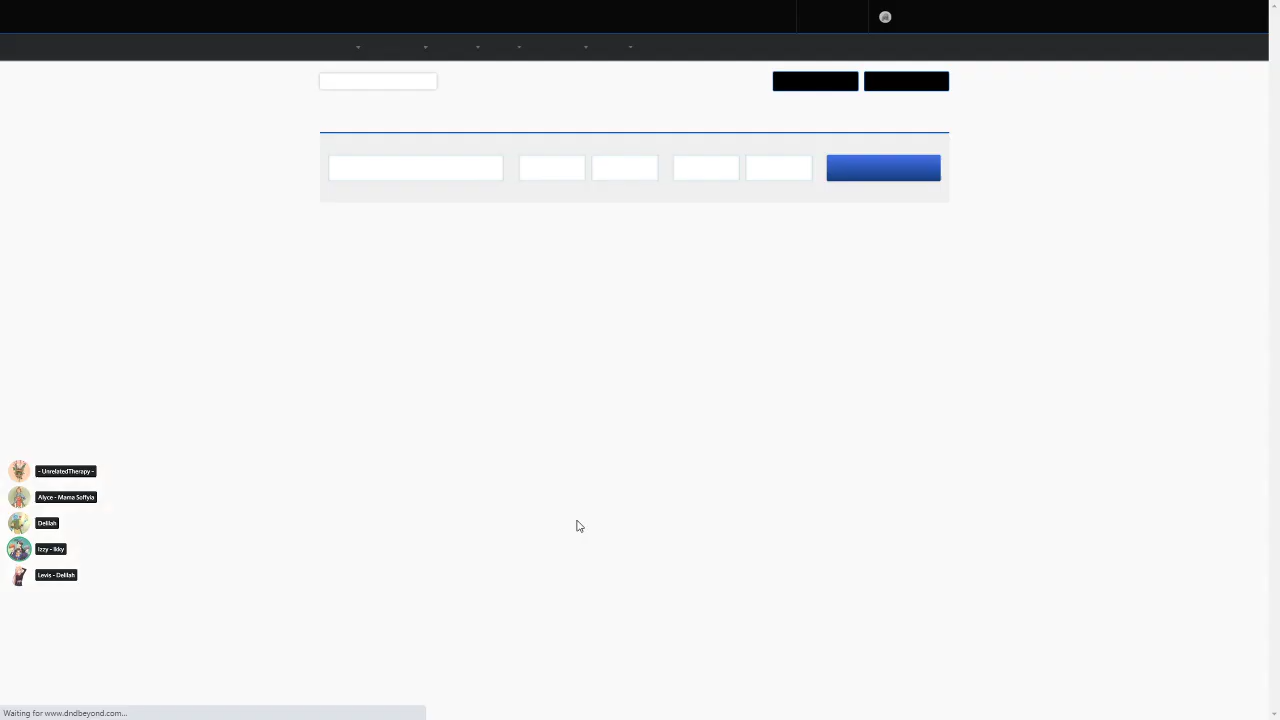 - UnrelatedTherapy -
Alyce - Mama Soffyia
Delilah
Izzy - Ikky
Levis - Delilah
Waiting for www.dndbeyond.com...